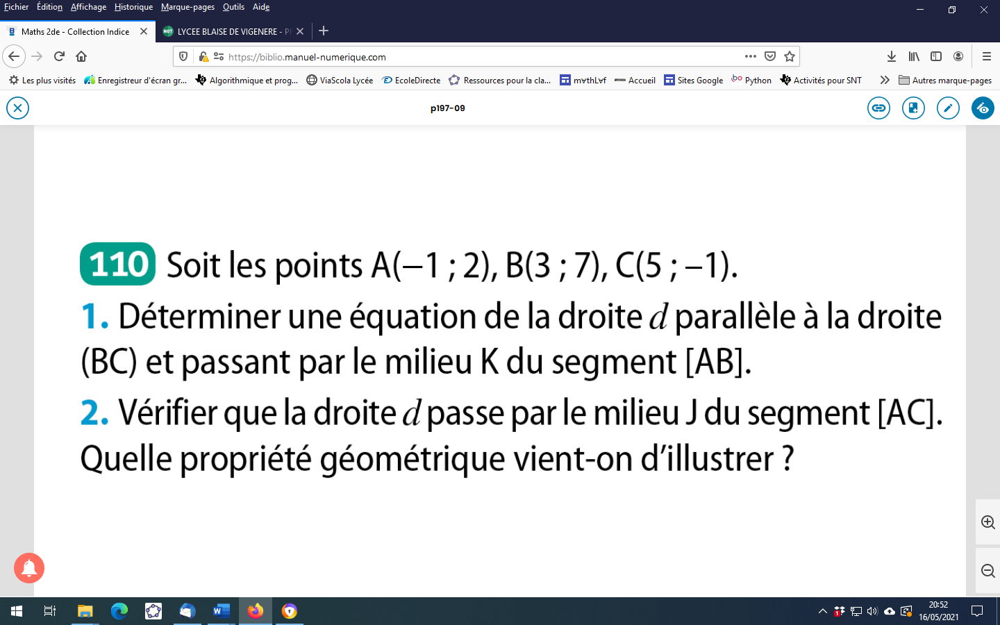 Fichier Édition Affichage Historique Marque-pages Outils Aide
Maths 2de - Collection Indice
LYCEE BLAISE DE VIGENERE - P
https://biblio.manuel-numerique.com
Les plus visités Enregistreur d'écran gr... Algorithmique et prog... ViaScola Lycée EcoleDirecte Ressources pour la cla... m∀thL∀f Accueil Sites Google Python Activités pour SNT Autres marque-pages
p197-09
110 Soit les points A(−1 ; 2), B(3 ; 7), C(5 ; −1).
1. Déterminer une équation de la droite d parallèle à la droite
(BC) et passant par le milieu K du segment [AB].
2. Vérifier que la droite d passe par le milieu J du segment [AC].
Quelle propriété géométrique vient-on d’illustrer ?
20:52
16/05/2021